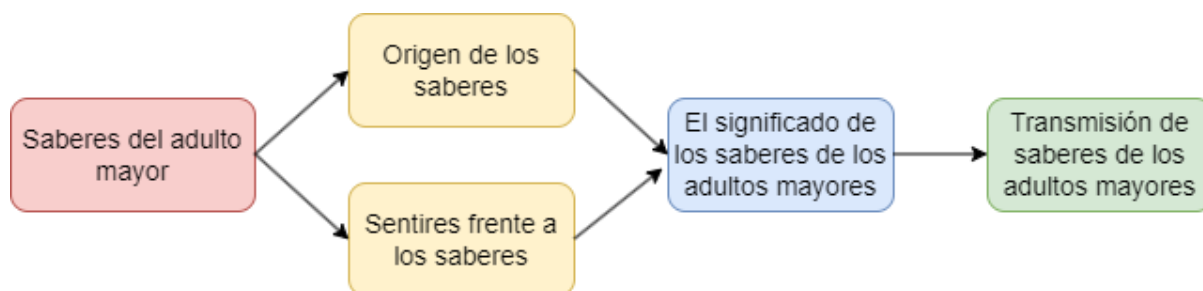 Saberes del adulto
mayor
Origen de los
saberes
Sentires frente a
los saberes
El significado de
los saberes de los
adultos mayores
Transmisión de
saberes de los
adultos mayores